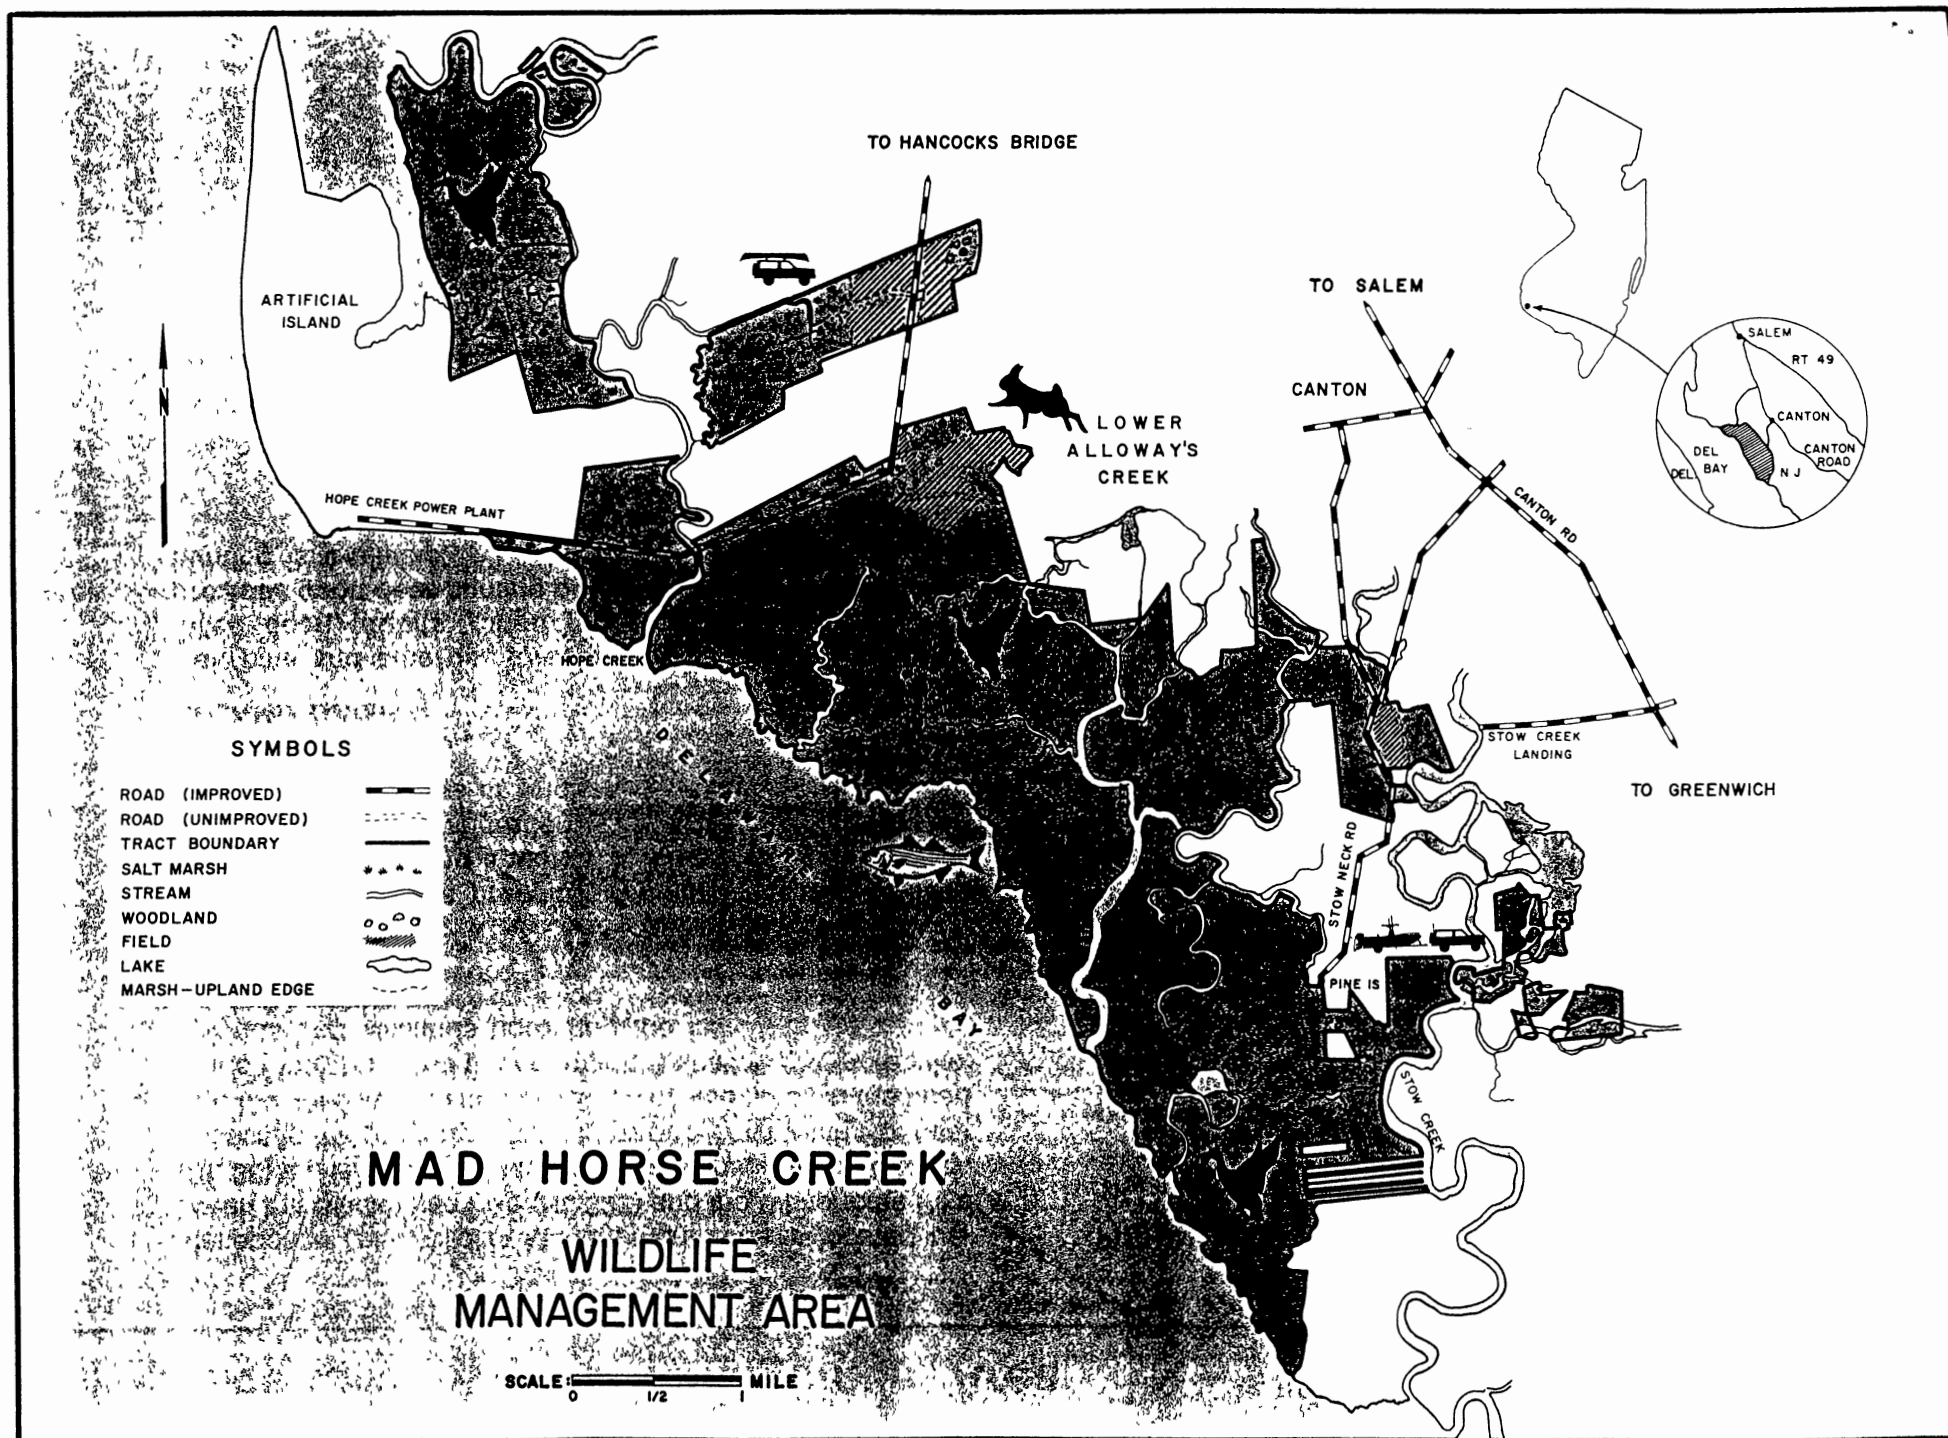 TO HANCOCKS BRIDGE
TO SALEM
SALEM
RT 49
CANTON
CANTON
ROAD
DEL
BAY
DEL.
N J
ARTIFICIAL
ISLAND
N
CANTON
LOWER
ALLOWAY'S
CREEK
CANTON RD
HOPE CREEK POWER PLANT
HOPE CREEK
STOW CREEK
LANDING
TO GREENWICH
STOW NECK RD
PINE IS
STOW CREEK
BAY
SYMBOLS
ROAD (IMPROVED)
ROAD (UNIMPROVED)
TRACT BOUNDARY
SALT MARSH
STREAM
WOODLAND
FIELD
LAKE
MARSH-UPLAND EDGE
MAD HORSE CREEK
WILDLIFE
MANAGEMENT AREA
SCALE: MILE
0 1/2 1